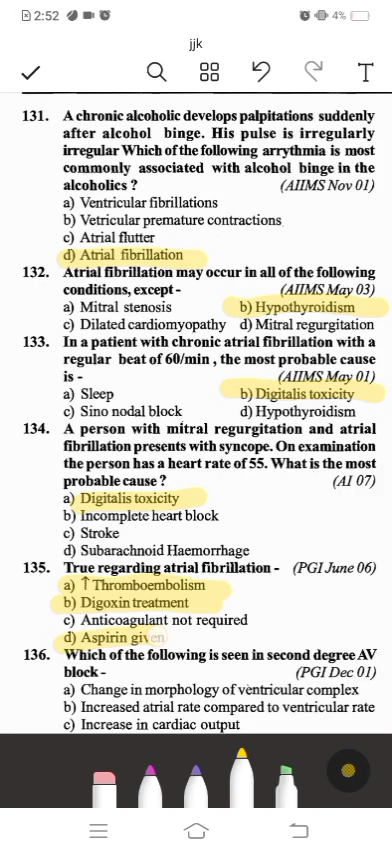 2:52
4%
jjk
T
131. A chronic alcoholic develops palpitations suddenly
after alcohol binge. His pulse is irregularly
irregular Which of the following arrythmia is most
commonly associated with alcohol binge in the
alcoholics ? (AIIMS Nov 01)
a) Ventricular fibrillations
b) Vetricular premature contractions
c) Atrial flutter
d) Atrial fibrillation
132. Atrial fibrillation may occur in all of the following
conditions, except - (AIIMS May 03)
a) Mitral stenosis b) Hypothyroidism
c) Dilated cardiomyopathy d) Mitral regurgitation
133. In a patient with chronic atrial fibrillation with a
regular beat of 60/min , the most probable cause
is - (AIIMS May 01)
a) Sleep b) Digitalis toxicity
c) Sino nodal block d) Hypothyroidism
134. A person with mitral regurgitation and atrial
fibrillation presents with syncope. On examination
the person has a heart rate of 55. What is the most
probable cause ? (AI 07)
a) Digitalis toxicity
b) Incomplete heart block
c) Stroke
d) Subarachnoid Haemorrhage
135. True regarding atrial fibrillation - (PGI June 06)
a) ↑ Thromboembolism
b) Digoxin treatment
c) Anticoagulant not required
d) Aspirin given
136. Which of the following is seen in second degree AV
block - (PGI Dec 01)
a) Change in morphology of ventricular complex
b) Increased atrial rate compared to ventricular rate
c) Increase in cardiac output